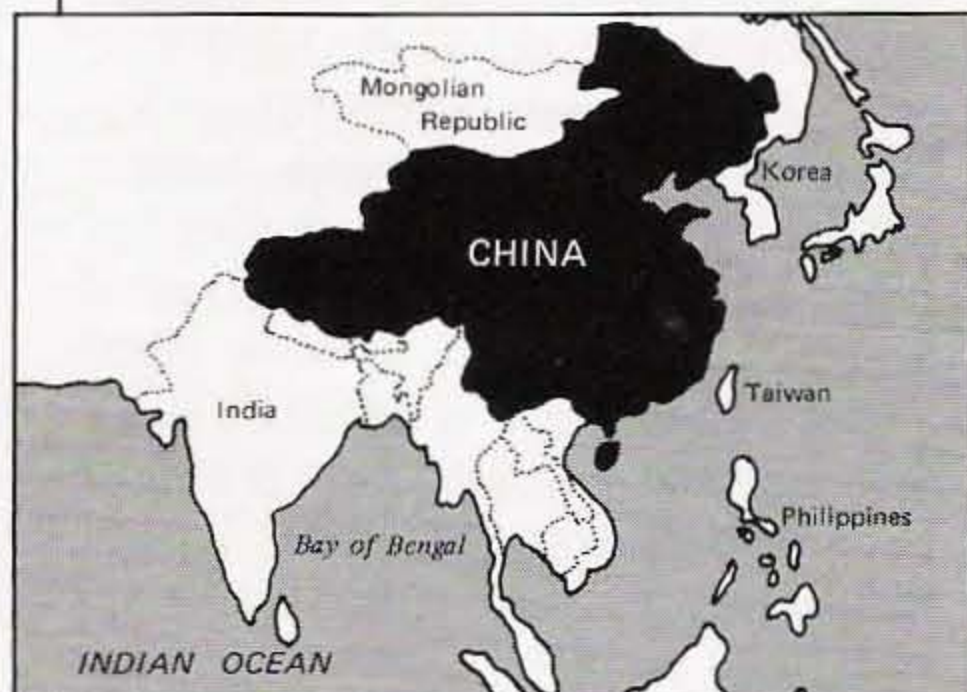 Mongolian
Republic
Korea
CHINA
Taiwan
India
Philippines
Bay of Bengal
INDIAN OCEAN